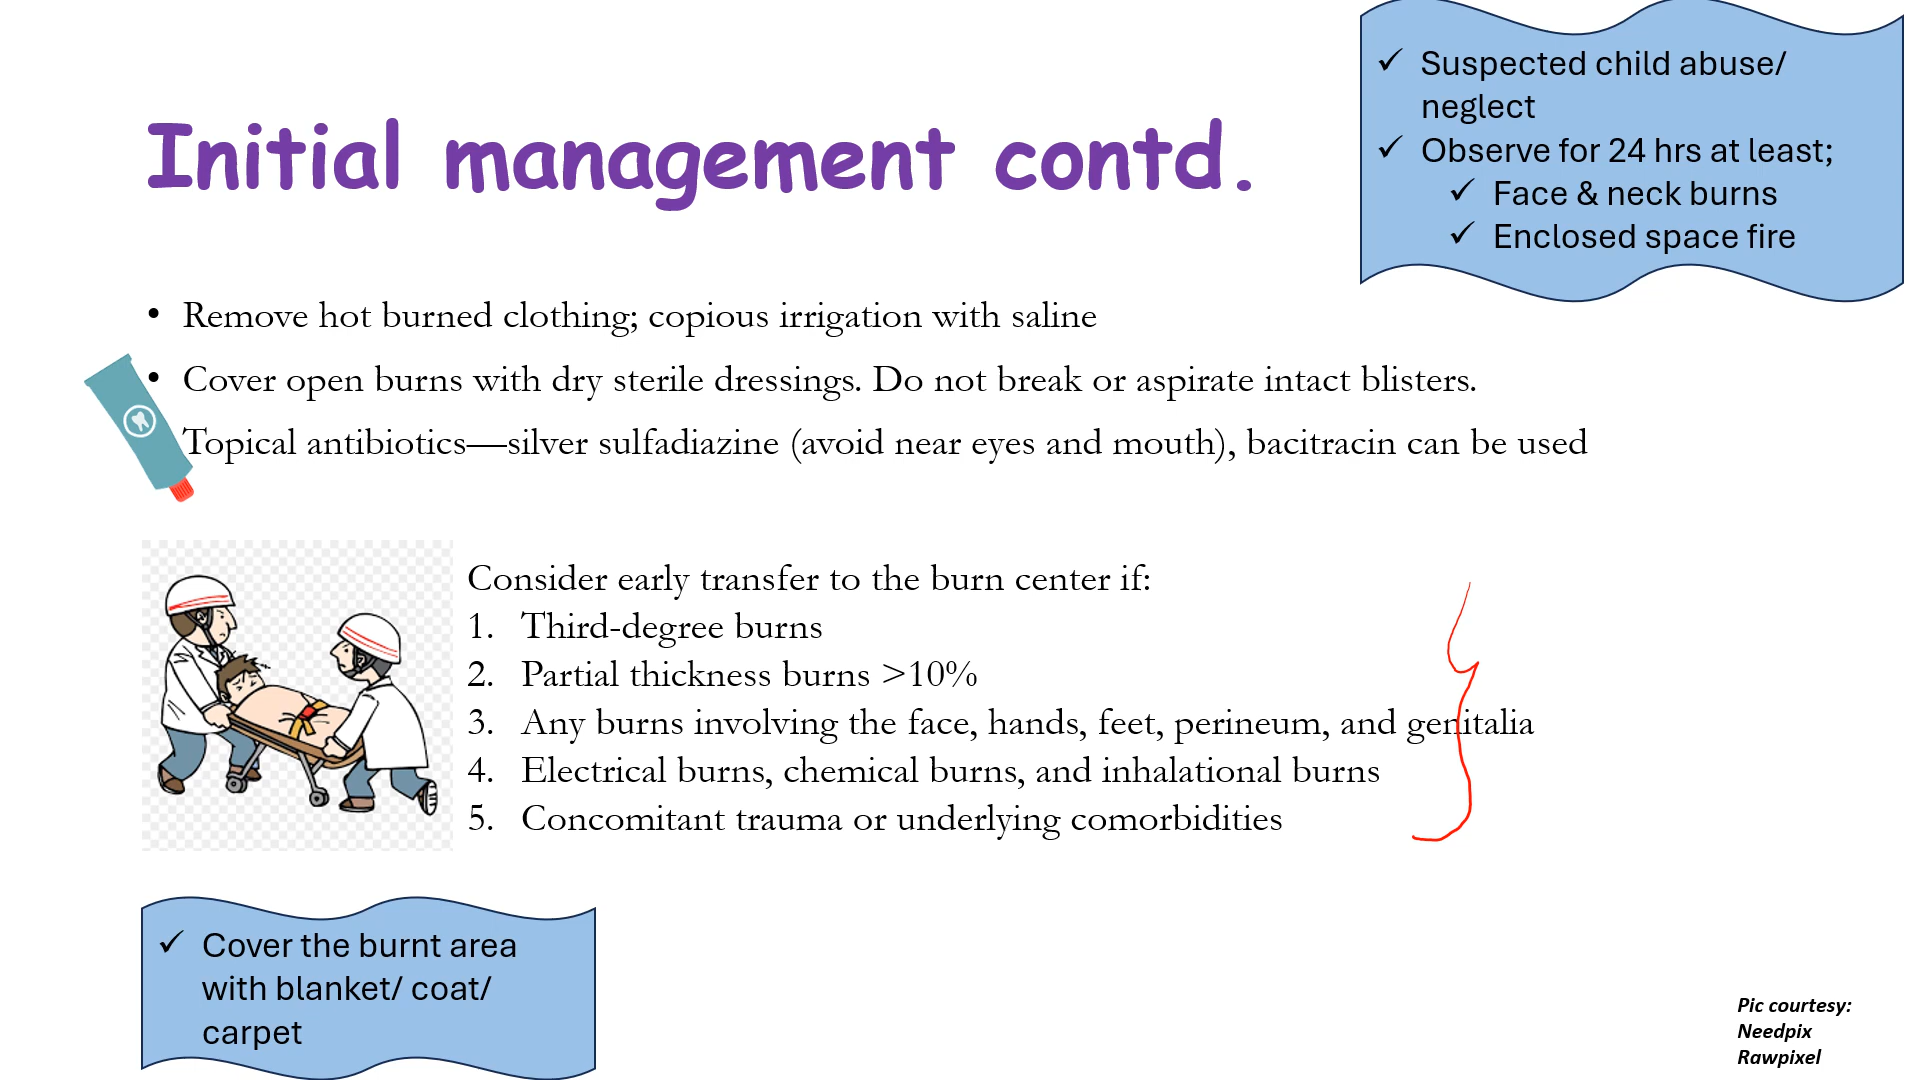 Initial management contd.
✓ Suspected child abuse/
neglect
✓ Observe for 24 hrs at least;
✓ Face & neck burns
✓ Enclosed space fire
• Remove hot burned clothing; copious irrigation with saline
• Cover open burns with dry sterile dressings. Do not break or aspirate intact blisters.
Topical antibiotics—silver sulfadiazine (avoid near eyes and mouth), bacitracin can be used
Consider early transfer to the burn center if:
1. Third-degree burns
2. Partial thickness burns >10%
3. Any burns involving the face, hands, feet, perineum, and genitalia
4. Electrical burns, chemical burns, and inhalational burns
5. Concomitant trauma or underlying comorbidities
✓ Cover the burnt area
with blanket/ coat/
carpet
Pic courtesy:
Needpix
Rawpixel